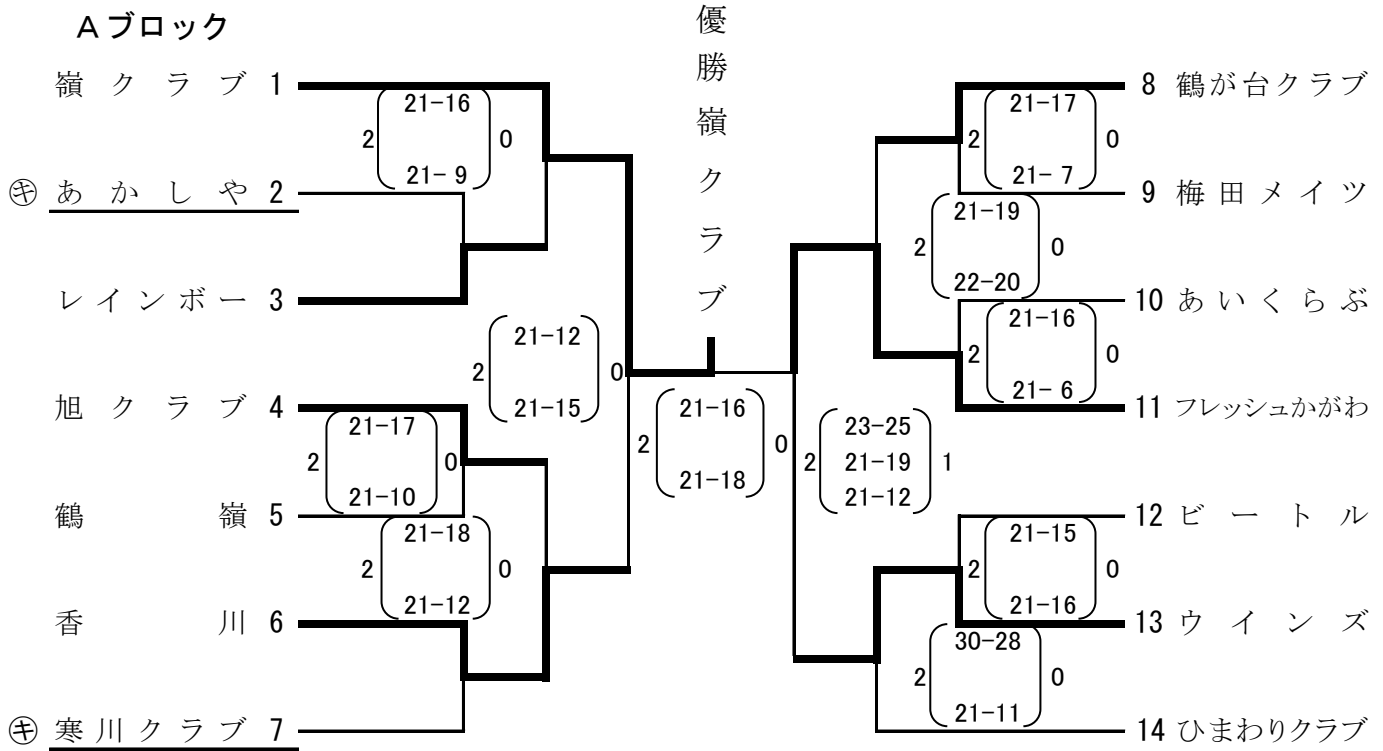 Aブロック
優勝嶺クラブ
嶺クラブ 1
21-16
2 0
21- 9
㋖ あかしや 2
レインボー 3
21-12
2 0
21-15
旭クラブ 4
21-17
2 0
21-10
鶴嶺 5
21-18
2 0
21-12
香川 6
㋖ 寒川クラブ 7
21-16
2 0
21-18
8 鶴が台クラブ
21-17
2 0
21- 7
9 梅田メイツ
21-19
2 0
22-20
10 あいくらぶ
21-16
2 0
21- 6
11 フレッシュかがわ
23-25
2 21-19 1
21-12
12 ビートル
21-15
2 0
21-16
13 ウインズ
30-28
2 0
21-11
14 ひまわりクラブ